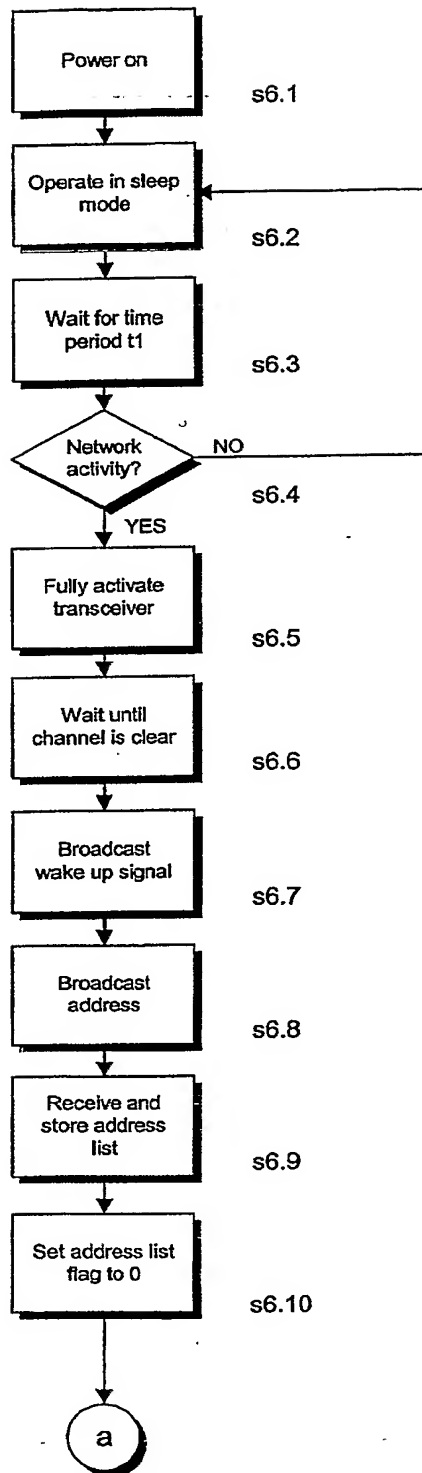 Power on
s6.1
Operate in sleep
mode
s6.2
Wait for time
period t1
s6.3
Network
activity?
NO
s6.4
YES
Fully activate
transceiver
s6.5
Wait until
channel is clear
s6.6
Broadcast
wake up signal
s6.7
Broadcast
address
s6.8
Receive and
store address
list
s6.9
Set address list
flag to 0
s6.10
a